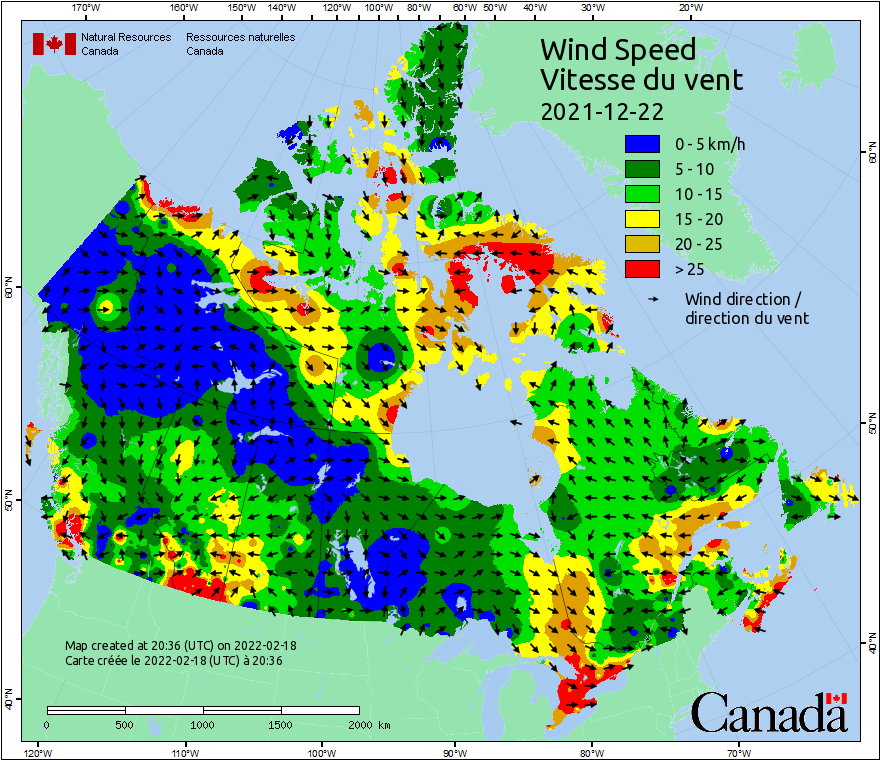 170°W 160°W 150°W 140°W 130°W 120°W 110°W 100°W 80°W 60°W 50°W 40°W 30°W 20°W
Natural Resources Ressources naturelles
Canada Canada
Wind Speed
Vitesse du vent
2021-12-22
0 - 5 km/h
5 - 10
10 - 15
15 - 20
20 - 25
> 25
Wind direction /
direction du vent
60°N
50°N
40°N
60°N
50°N
40°N
Map created at 20:36 (UTC) on 2022-02-18
Carte créée le 2022-02-18 (UTC) à 20:36
0 500 1000 1500 2000 km
Canada
120°W 110°W 100°W 90°W 80°W 70°W